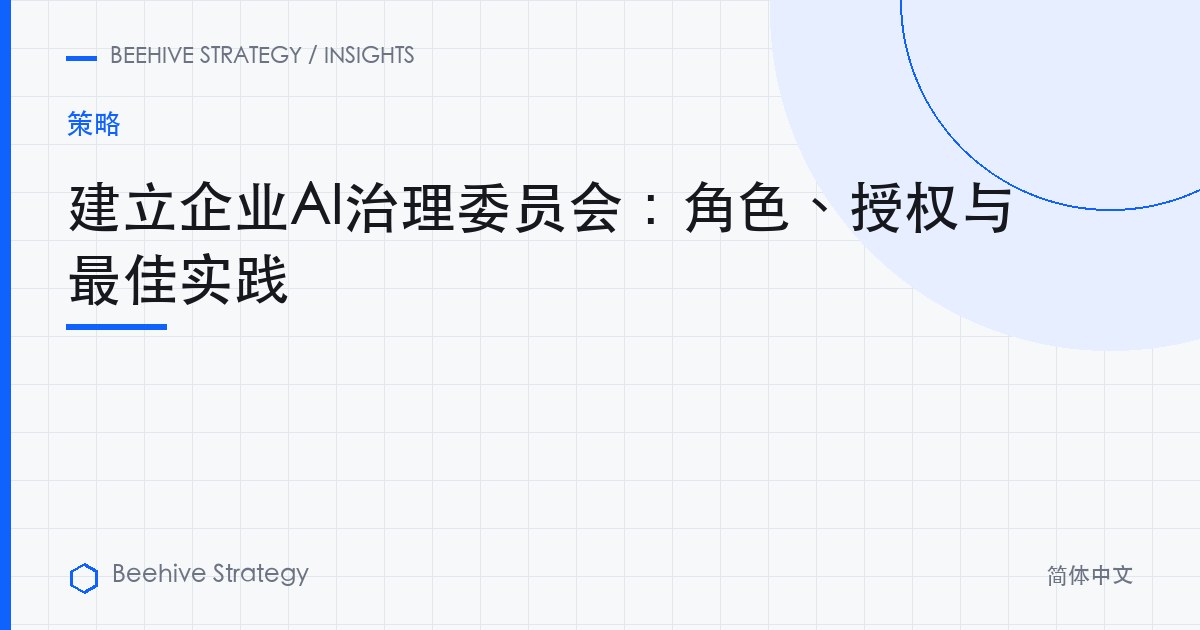 BEEHIVE STRATEGY / INSIGHTS
策略
建立企业AI治理委员会：角色、授权与
最佳实践
Beehive Strategy
简体中文